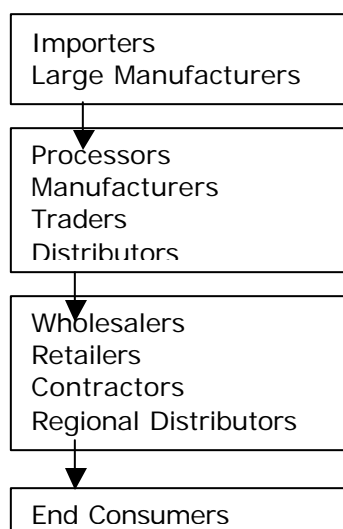 Importers
Large Manufacturers
Processors
Manufacturers
Traders
Distributors
Wholesalers
Retailers
Contractors
Regional Distributors
End Consumers